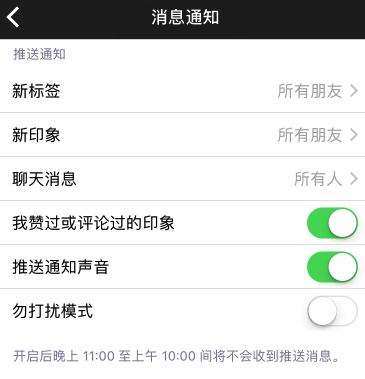 消息通知
推送通知
新标签 所有朋友
新印象 所有朋友
聊天消息 所有人
我赞过或评论过的印象
推送通知声音
勿打扰模式
开启后晚上 11:00 至上午 10:00 间将不会收到推送消息。